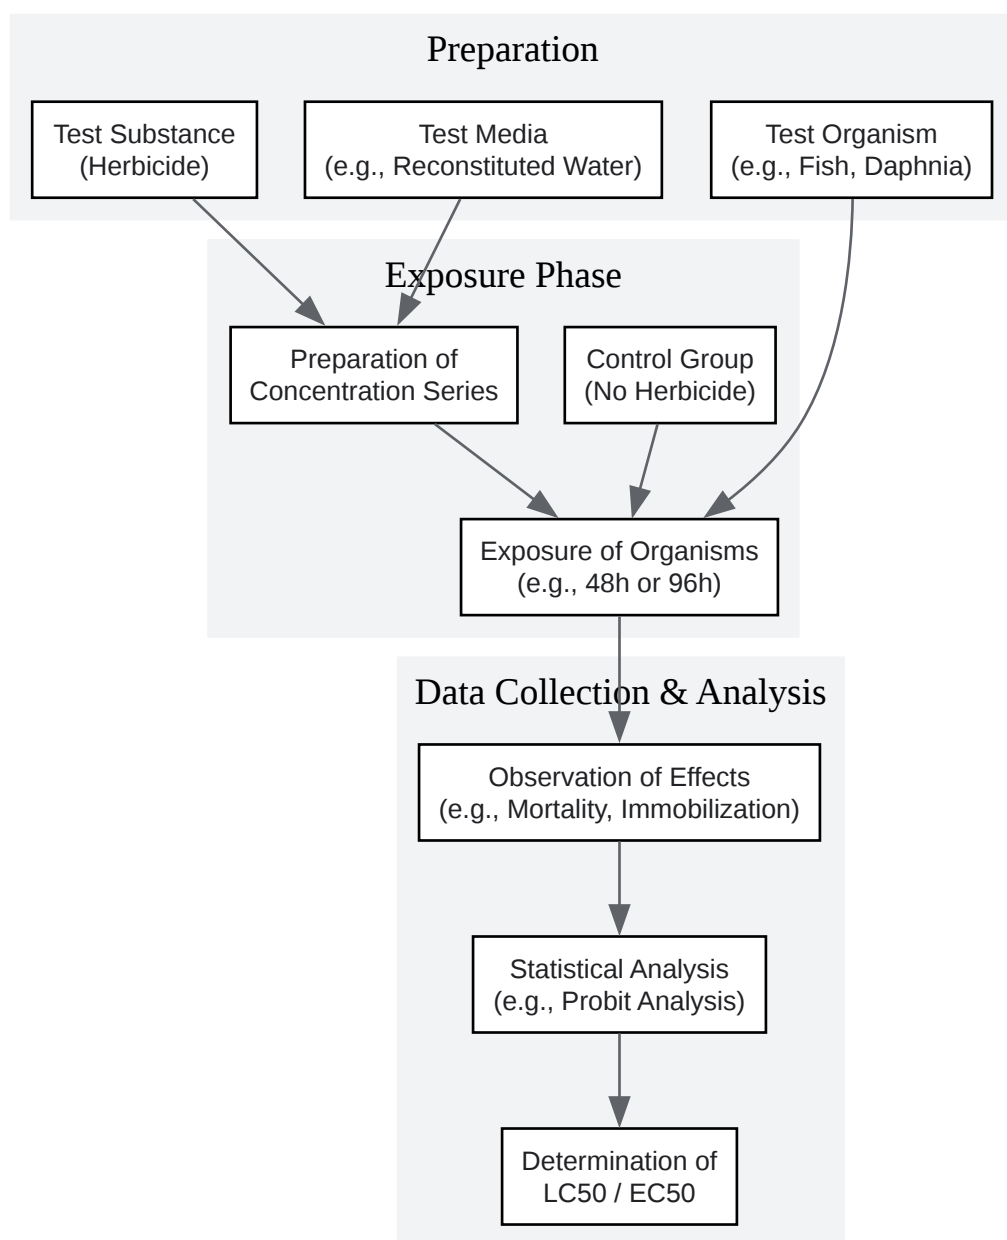 Preparation
Test Substance
(Herbicide)
Test Media
(e.g., Reconstituted Water)
Test Organism
(e.g., Fish, Daphnia)
Exposure Phase
Preparation of
Concentration Series
Control Group
(No Herbicide)
Exposure of Organisms
(e.g., 48h or 96h)
Data Collection & Analysis
Observation of Effects
(e.g., Mortality, Immobilization)
Statistical Analysis
(e.g., Probit Analysis)
Determination of
LC50 / EC50